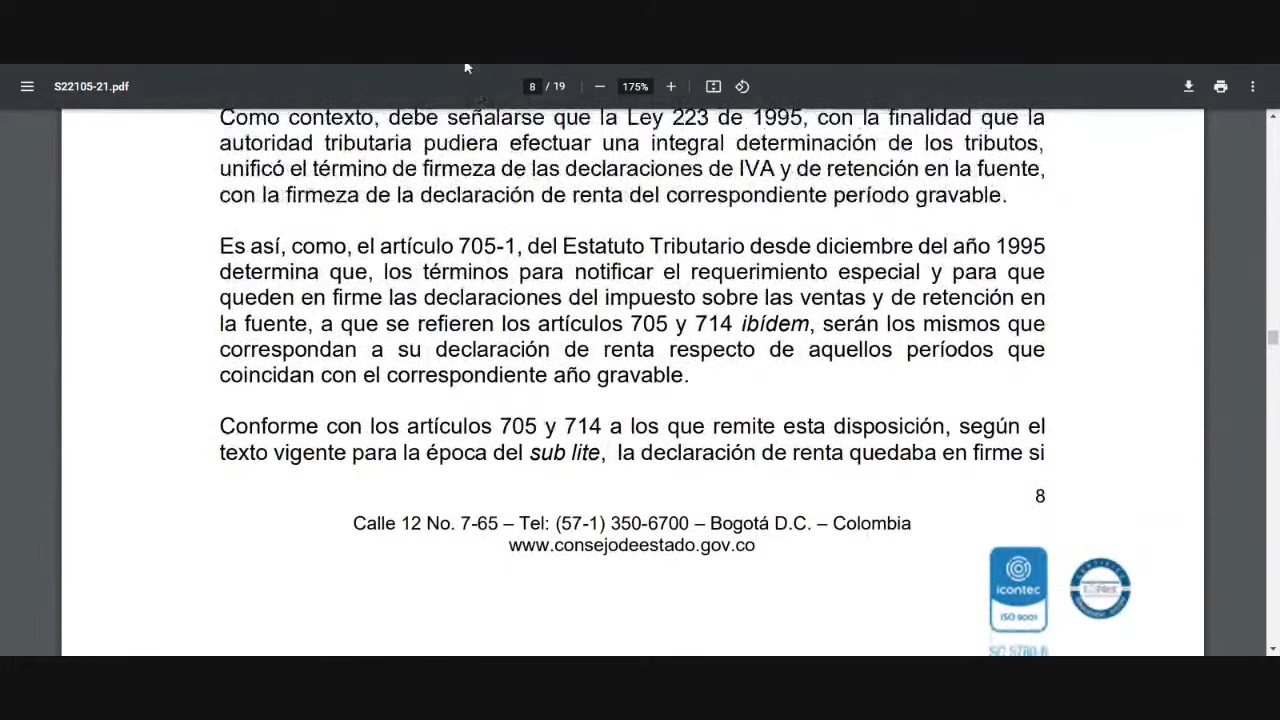 S22105-21.pdf
8 / 19
175%
Como contexto, debe señalarse que la Ley 223 de 1995, con la finalidad que la
autoridad tributaria pudiera efectuar una integral determinación de los tributos,
unificó el término de firmeza de las declaraciones de IVA y de retención en la fuente,
con la firmeza de la declaración de renta del correspondiente período gravable.
Es así, como, el artículo 705-1, del Estatuto Tributario desde diciembre del año 1995
determina que, los términos para notificar el requerimiento especial y para que
queden en firme las declaraciones del impuesto sobre las ventas y de retención en
la fuente, a que se refieren los artículos 705 y 714 ibídem, serán los mismos que
correspondan a su declaración de renta respecto de aquellos períodos que
coincidan con el correspondiente año gravable.
Conforme con los artículos 705 y 714 a los que remite esta disposición, según el
texto vigente para la época del sub lite, la declaración de renta quedaba en firme si
8
Calle 12 No. 7-65 – Tel: (57-1) 350-6700 – Bogotá D.C. – Colombia
www.consejodeestado.gov.co
icontec
ISO 9001